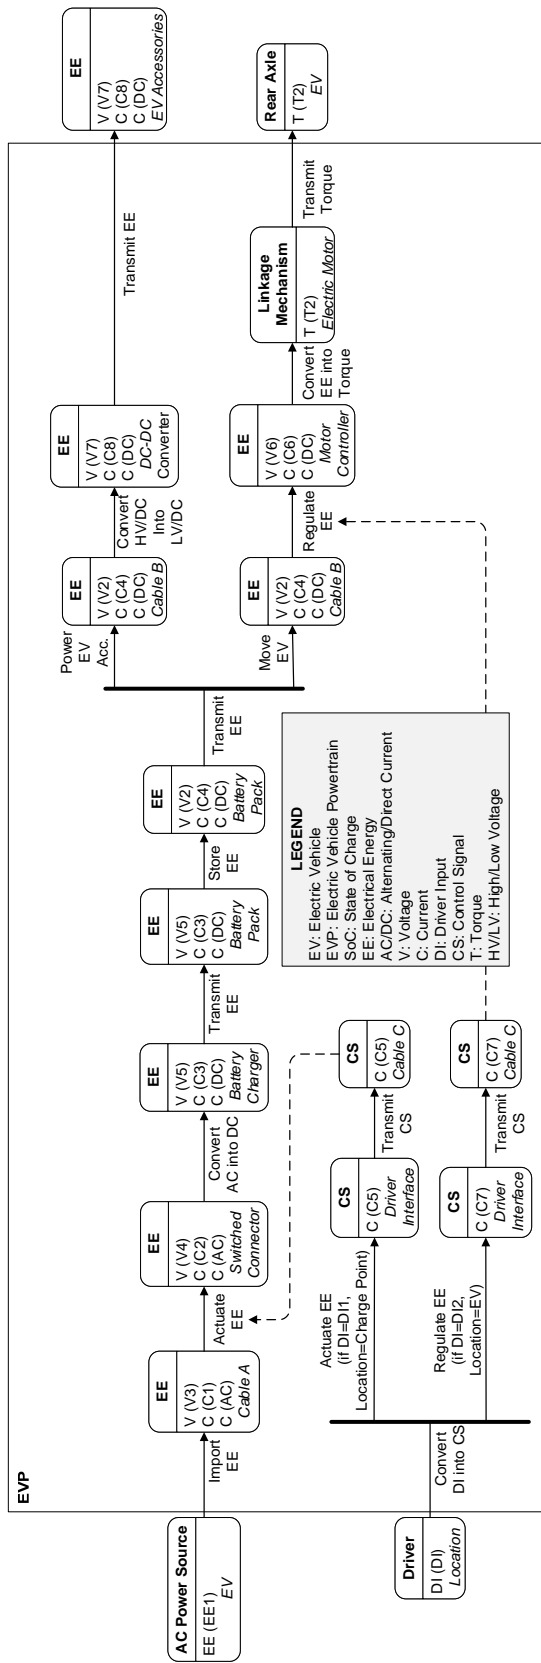 EVP
AC Power Source
EE (EE1)
EV
Import
EE
EE
V (V3)
C (C1)
C (AC)
Cable A
Actuate
EE
EE
V (V4)
C (C2)
C (AC)
Switched
Connector
Convert
AC into DC
EE
V (V5)
C (C3)
C (DC)
Battery
Charger
Transmit
EE
EE
V (V5)
C (C3)
C (DC)
Battery
Pack
Store
EE
EE
V (V2)
C (C4)
C (DC)
Battery
Pack
Transmit
EE
Power
EV
Acc.
EE
V (V2)
C (C4)
C (DC)
Cable B
Convert
HV/DC
Into
LV/DC
EE
V (V7)
C (C8)
C (DC)
DC-DC
Converter
Transmit EE
EE
V (V7)
C (C8)
C (DC)
EV Accessories
Move
EV
EE
V (V2)
C (C4)
C (DC)
Cable B
Regulate
EE
EE
V (V6)
C (C6)
C (DC)
Motor
Controller
Convert
EE into
Torque
Linkage
Mechanism
T (T2)
Electric Motor
Transmit
Torque
Rear Axle
T (T2)
EV
Driver
DI (DI)
Location
Convert
DI into CS
Actuate EE
(if DI=DI1,
Location=Charge Point)
CS
C (C5)
Driver
Interface
Transmit
CS
CS
C (C5)
Cable C
Regulate EE
(if DI=DI2,
Location=EV)
CS
C (C7)
Driver
Interface
Transmit
CS
CS
C (C7)
Cable C
LEGEND
EV: Electric Vehicle
EVP: Electric Vehicle Powertrain
SoC: State of Charge
EE: Electrical Energy
AC/DC: Alternating/Direct Current
V: Voltage
C: Current
DI: Driver Input
CS: Control Signal
T: Torque
HV/LV: High/Low Voltage